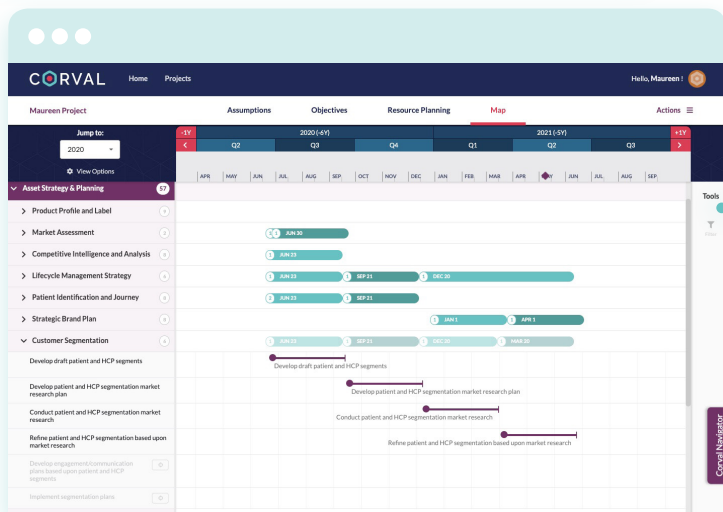 CORVAL
Home
Projects
Hello, Maureen !
Maureen Project
Assumptions
Objectives
Resource Planning
Map
Actions
Jump to:
2020
View Options
-1Y
2020 (-6Y)
2021 (-5Y)
+1Y
Q2
Q3
Q4
Q1
Q2
Q3
APR
MAY
JUN
JUL
AUG
SEP
OCT
NOV
DEC
JAN
FEB
MAR
APR
JUN
JUL
AUG
SEP
Tools
Filter
Asset Strategy & Planning
57
Product Profile and Label
Market Assessment
JUN 30
Competitive Intelligence and Analysis
JUN 23
Lifecycle Management Strategy
JUN 23
SEP 21
DEC 20
Patient Identification and Journey
JUN 23
SEP 21
Strategic Brand Plan
JAN 1
APR 1
Customer Segmentation
JUN 23
SEP 21
DEC 20
MAR 20
Develop draft patient and HCP segments
Develop draft patient and HCP segments
Develop patient and HCP segmentation market
research plan
Develop patient and HCP segmentation market research plan
Conduct patient and HCP segmentation market
research
Conduct patient and HCP segmentation market research
Refine patient and HCP segmentation based upon
market research
Refine patient and HCP segmentation based upon market research
Develop engagement/communication
plans based upon patient and HCP
segments
Implement segmentation plans
Corval Navigator